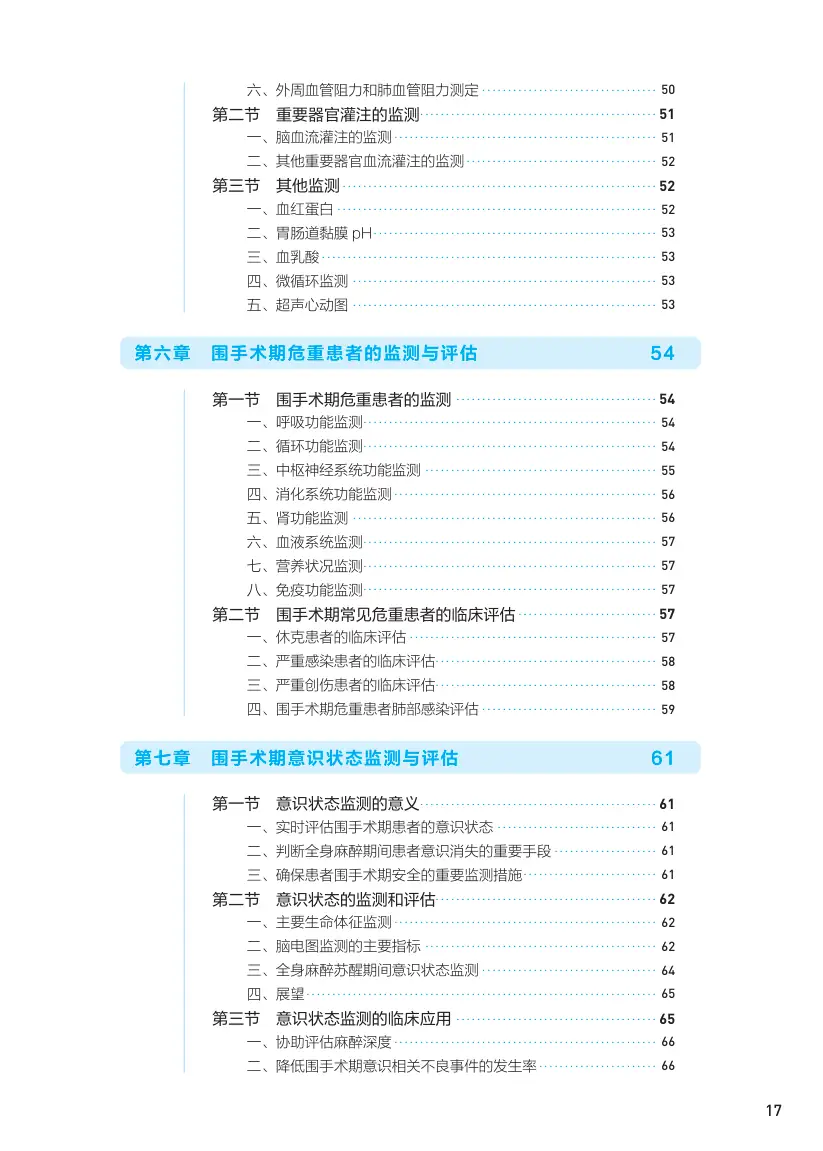 六、外周血管阻力和肺血管阻力测定 50
第二节 重要器官灌注的监测 51
一、脑血流灌注的监测 51
二、其他重要器官血流灌注的监测 52
第三节 其他监测 52
一、血红蛋白 52
二、胃肠道黏膜 pH 53
三、血乳酸 53
四、微循环监测 53
五、超声心动图 53
第六章 围手术期危重患者的监测与评估 54
第一节 围手术期危重患者的监测 54
一、呼吸功能监测 54
二、循环功能监测 54
三、中枢神经系统功能监测 55
四、消化系统功能监测 56
五、肾功能监测 56
六、血液系统监测 57
七、营养状况监测 57
八、免疫功能监测 57
第二节 围手术期常见危重患者的临床评估 57
一、休克患者的临床评估 57
二、严重感染患者的临床评估 58
三、严重创伤患者的临床评估 58
四、围手术期危重患者肺部感染评估 59
第七章 围手术期意识状态监测与评估 61
第一节 意识状态监测的意义 61
一、实时评估围手术期患者的意识状态 61
二、判断全身麻醉期间患者意识消失的重要手段 61
三、确保患者围手术期安全的重要监测措施 61
第二节 意识状态的监测和评估 62
一、主要生命体征监测 62
二、脑电图监测的主要指标 62
三、全身麻醉苏醒期间意识状态监测 64
四、展望 65
第三节 意识状态监测的临床应用 65
一、协助评估麻醉深度 66
二、降低围手术期意识相关不良事件的发生率 66
17